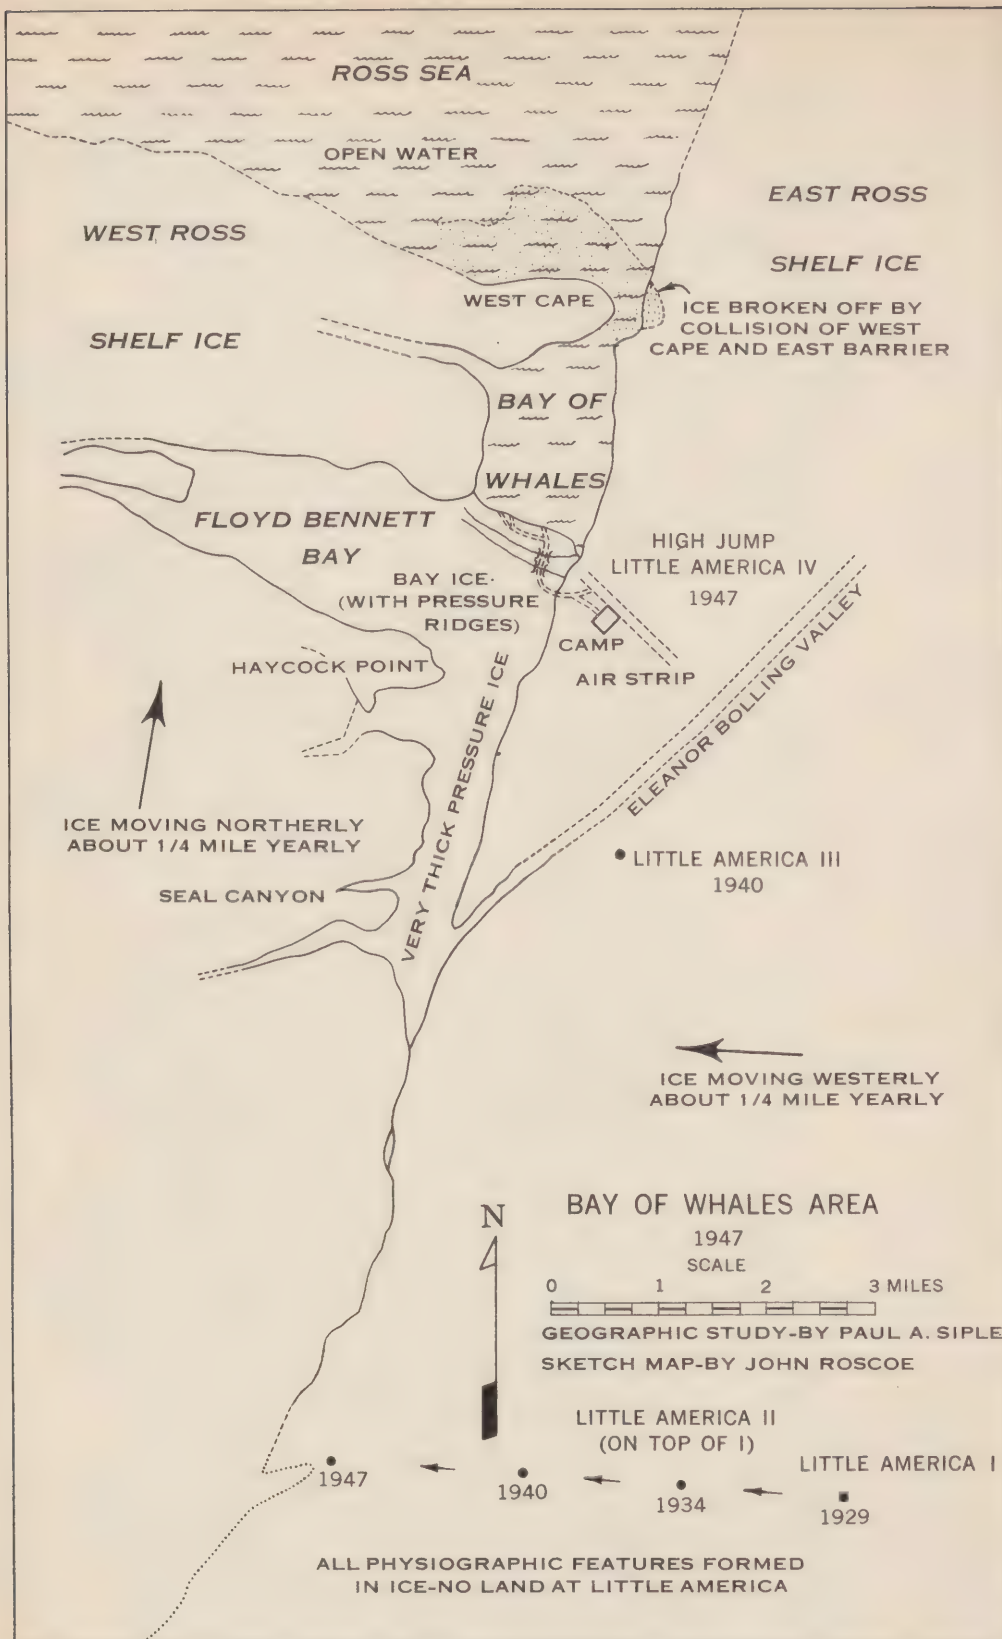 ROSS SEA
OPEN WATER
EAST ROSS
SHELF ICE
WEST ROSS
SHELF ICE
WEST CAPE
ICE BROKEN OFF BY
COLLISION OF WEST
CAPE AND EAST BARRIER
BAY OF
WHALES
FLOYD BENNETT
BAY
HIGH JUMP
LITTLE AMERICA IV
1947
BAY ICE
(WITH PRESSURE
RIDGES)
CAMP
AIR STRIP
HAYCOCK POINT
VERY THICK PRESSURE ICE
ELEANOR BOLLING VALLEY
ICE MOVING NORTHERLY
ABOUT 1/4 MILE YEARLY
LITTLE AMERICA III
1940
SEAL CANYON
ICE MOVING WESTERLY
ABOUT 1/4 MILE YEARLY
N
BAY OF WHALES AREA
1947
SCALE
0 1 2 3 MILES
GEOGRAPHIC STUDY-BY PAUL A. SIPLE
SKETCH MAP-BY JOHN ROSCOE
LITTLE AMERICA II
(ON TOP OF I)
LITTLE AMERICA I
1947
1940
1934
1929
ALL PHYSIOGRAPHIC FEATURES FORMED
IN ICE-NO LAND AT LITTLE AMERICA